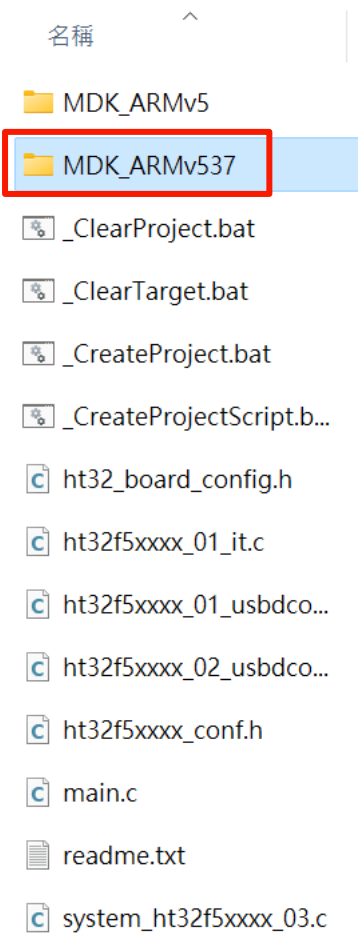 名稱
MDK_ARMv5
MDK_ARMv537
_ClearProject.bat
_ClearTarget.bat
_CreateProject.bat
_CreateProjectScript.b...
ht32_board_config.h
ht32f5xxxx_01_it.c
ht32f5xxxx_01_usbdco...
ht32f5xxxx_02_usbdco...
ht32f5xxxx_conf.h
main.c
readme.txt
system_ht32f5xxxx_03.c